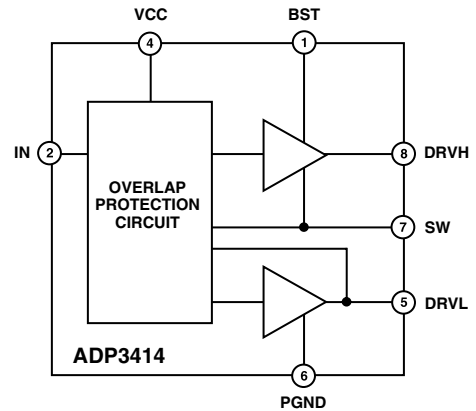 VCC
BST
4
1
IN
2
8
DRVH
OVERLAP
PROTECTION
CIRCUIT
7
SW
5
DRVL
ADP3414
6
PGND